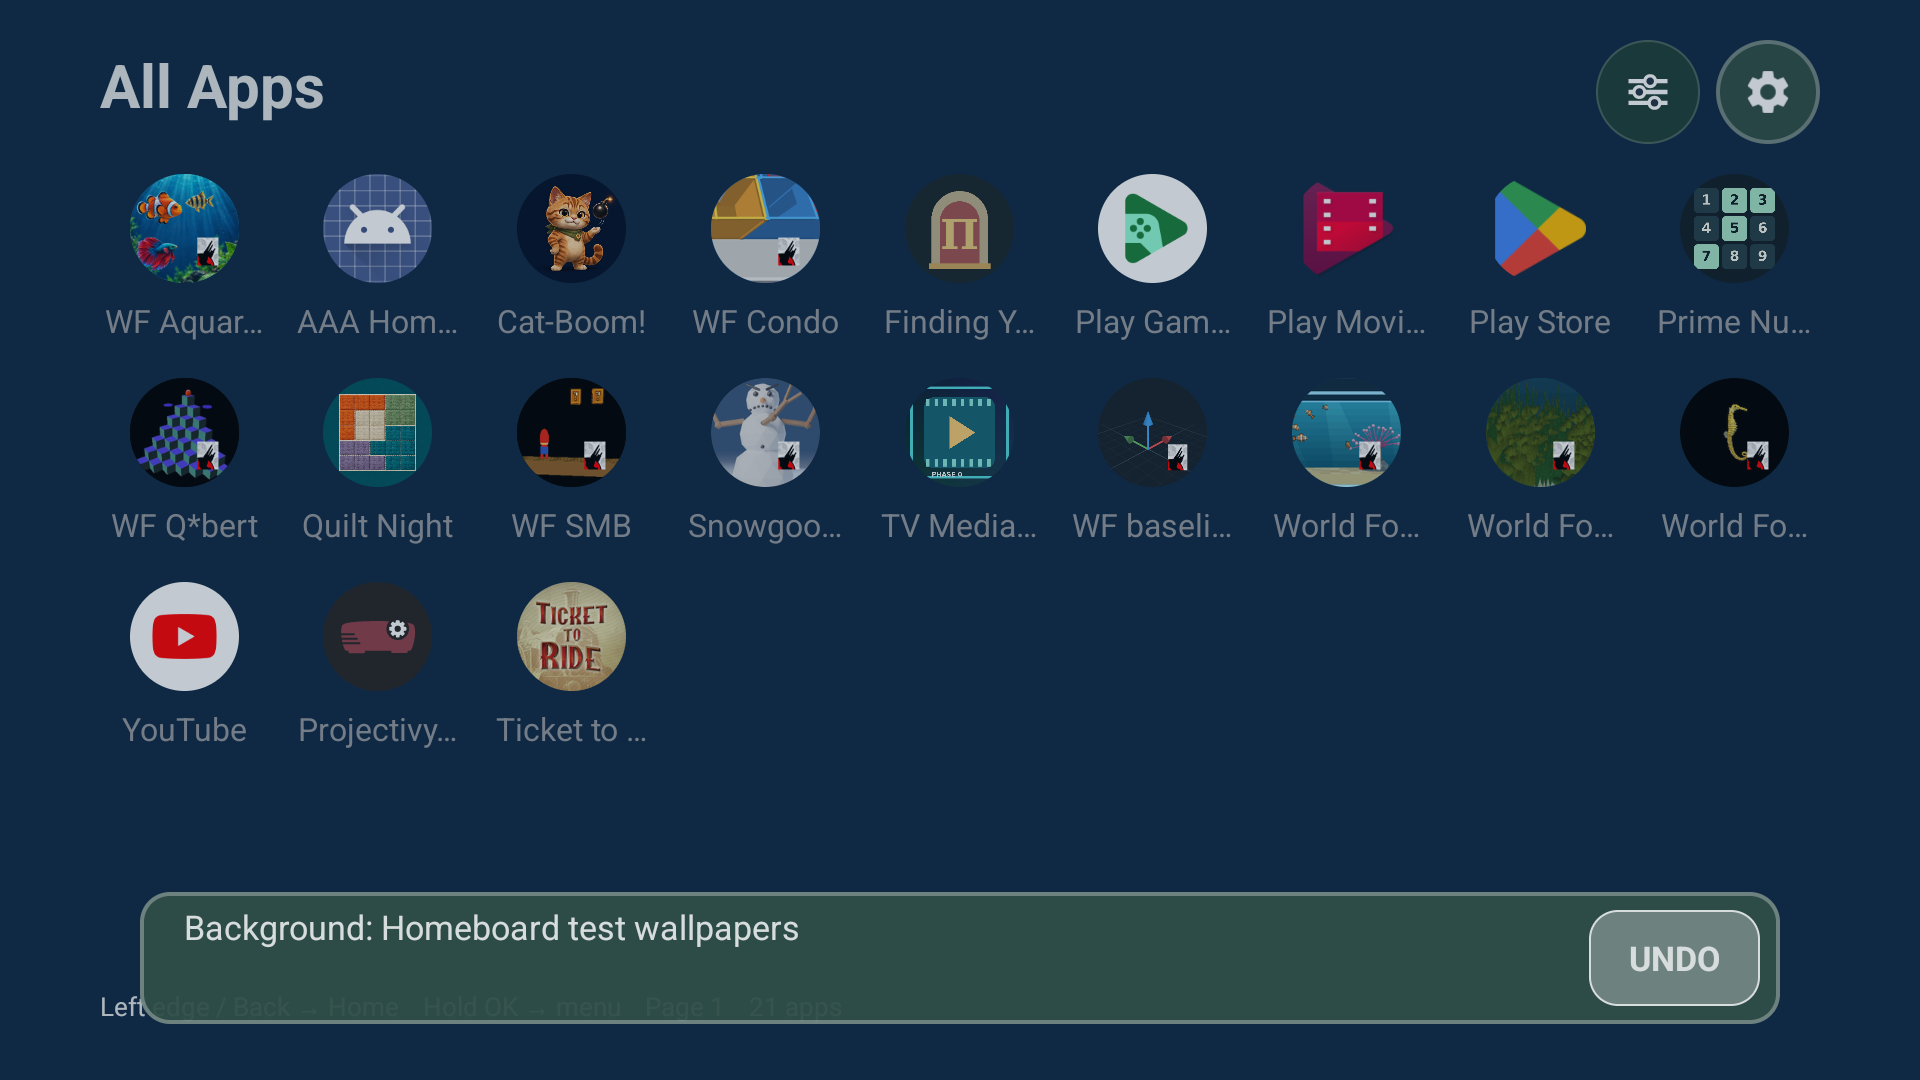 All Apps
1 2 3
4 5 6
7 8 9
WF Aquar...
AAA Hom...
Cat-Boom!
WF Condo
Finding Y...
Play Gam...
Play Movi...
Play Store
Prime Nu...
PHASE 0
WF Q*bert
Quilt Night
WF SMB
Snowgoo...
TV Media...
WF baseli...
World Fo...
World Fo...
World Fo...
TICKET
TO
RIDE
YouTube
Projectivy...
Ticket to ...
Background: Homeboard test wallpapers
UNDO
Left edge / Back → Home Hold OK → menu Page 1 21 apps